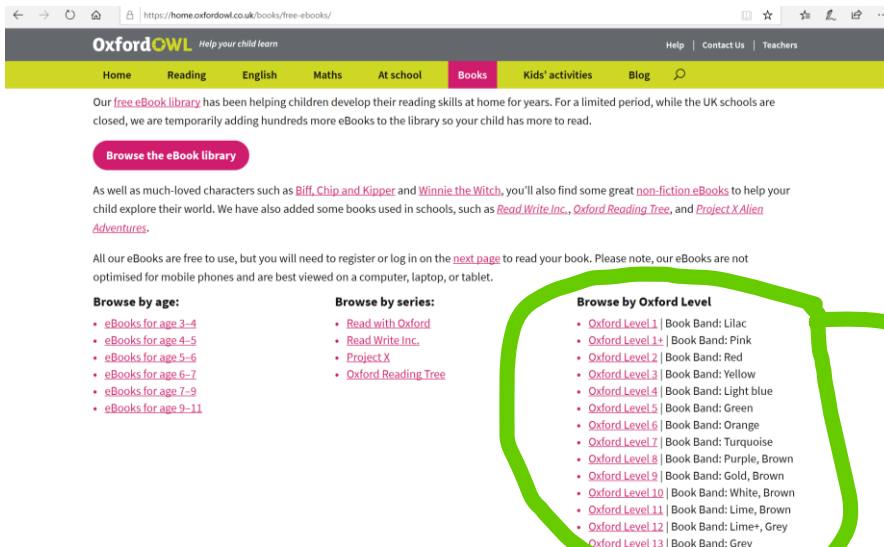 https://home.oxfordowl.co.uk/books/free-ebooks/
Oxford OWL Help your child learn
Help | Contact Us | Teachers
Home Reading English Maths At school Books Kids' activities Blog
Our free eBook library has been helping children develop their reading skills at home for years. For a limited period, while the UK schools are
closed, we are temporarily adding hundreds more eBooks to the library so your child has more to read.
Browse the eBook library
As well as much-loved characters such as Biff, Chip and Kipper and Winnie the Witch, you'll also find some great non-fiction eBooks to help your
child explore their world. We have also added some books used in schools, such as Read Write Inc., Oxford Reading Tree, and Project X Alien
Adventures.
All our eBooks are free to use, but you will need to register or log in on the next page to read your book. Please note, our eBooks are not
optimised for mobile phones and are best viewed on a computer, laptop, or tablet.
Browse by age:
eBooks for age 3–4
eBooks for age 4–5
eBooks for age 5–6
eBooks for age 6–7
eBooks for age 7–9
eBooks for age 9–11
Browse by series:
Read with Oxford
Read Write Inc.
Project X
Oxford Reading Tree
Browse by Oxford Level
Oxford Level 1 | Book Band: Lilac
Oxford Level 1+ | Book Band: Pink
Oxford Level 2 | Book Band: Red
Oxford Level 3 | Book Band: Yellow
Oxford Level 4 | Book Band: Light blue
Oxford Level 5 | Book Band: Green
Oxford Level 6 | Book Band: Orange
Oxford Level 7 | Book Band: Turquoise
Oxford Level 8 | Book Band: Purple, Brown
Oxford Level 9 | Book Band: Gold, Brown
Oxford Level 10 | Book Band: White, Brown
Oxford Level 11 | Book Band: Lime, Brown
Oxford Level 12 | Book Band: Lime+, Grey
Oxford Level 13 | Book Band: Grey